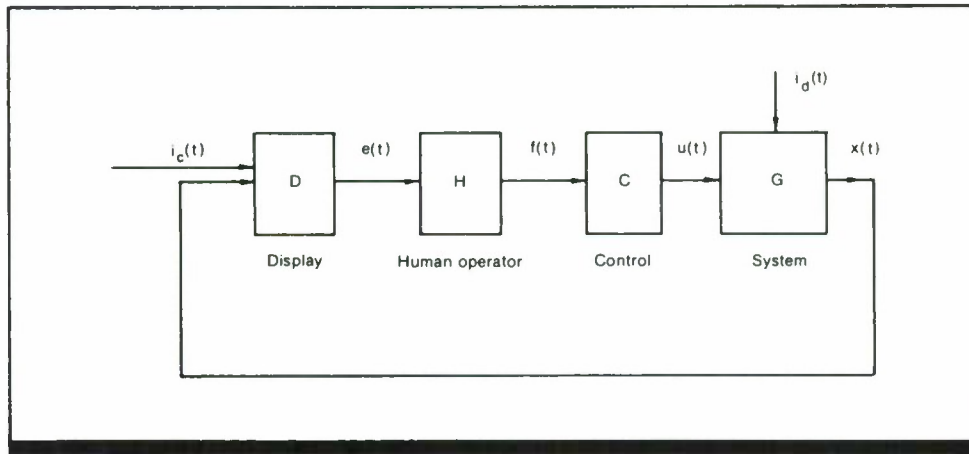 i_d(t)
i_c(t) e(t) f(t) u(t) x(t)
D H C G
Display Human operator Control System